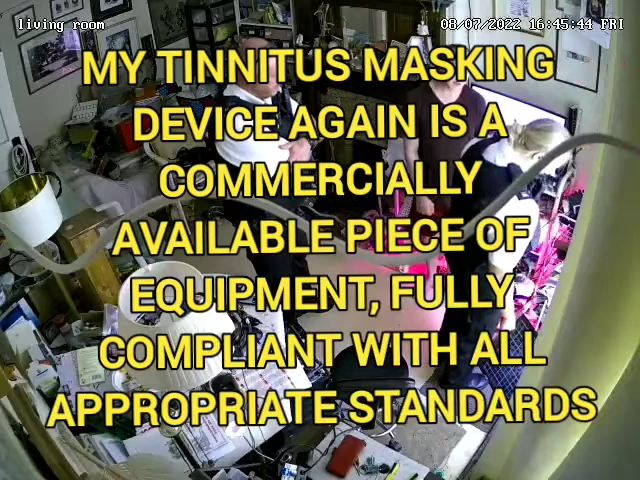 living room
08/07/2022 16:45:44 FRI
MY TINNITUS MASKING
DEVICE AGAIN IS A
COMMERCIALLY
AVAILABLE PIECE OF
EQUIPMENT, FULLY
COMPLIANT WITH ALL
APPROPRIATE STANDARDS